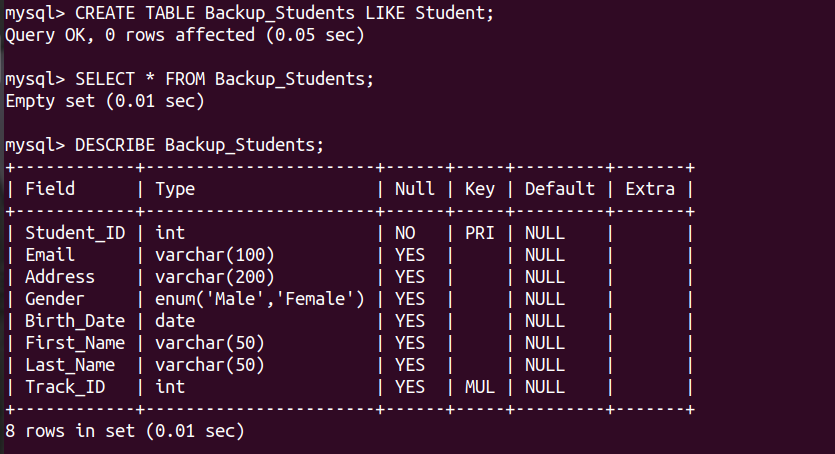 mysql> CREATE TABLE Backup_Students LIKE Student;
Query OK, 0 rows affected (0.05 sec)

mysql> SELECT * FROM Backup_Students;
Empty set (0.01 sec)

mysql> DESCRIBE Backup_Students;
+------------+-----------------------+------+-----+---------+-------+
| Field      | Type                  | Null | Key | Default | Extra |
+------------+-----------------------+------+-----+---------+-------+
| Student_ID | int                   | NO   | PRI | NULL    |       |
| Email      | varchar(100)          | YES  |     | NULL    |       |
| Address    | varchar(200)          | YES  |     | NULL    |       |
| Gender     | enum('Male','Female') | YES  |     | NULL    |       |
| Birth_Date | date                  | YES  |     | NULL    |       |
| First_Name | varchar(50)           | YES  |     | NULL    |       |
| Last_Name  | varchar(50)           | YES  |     | NULL    |       |
| Track_ID   | int                   | YES  | MUL | NULL    |       |
+------------+-----------------------+------+-----+---------+-------+
8 rows in set (0.01 sec)